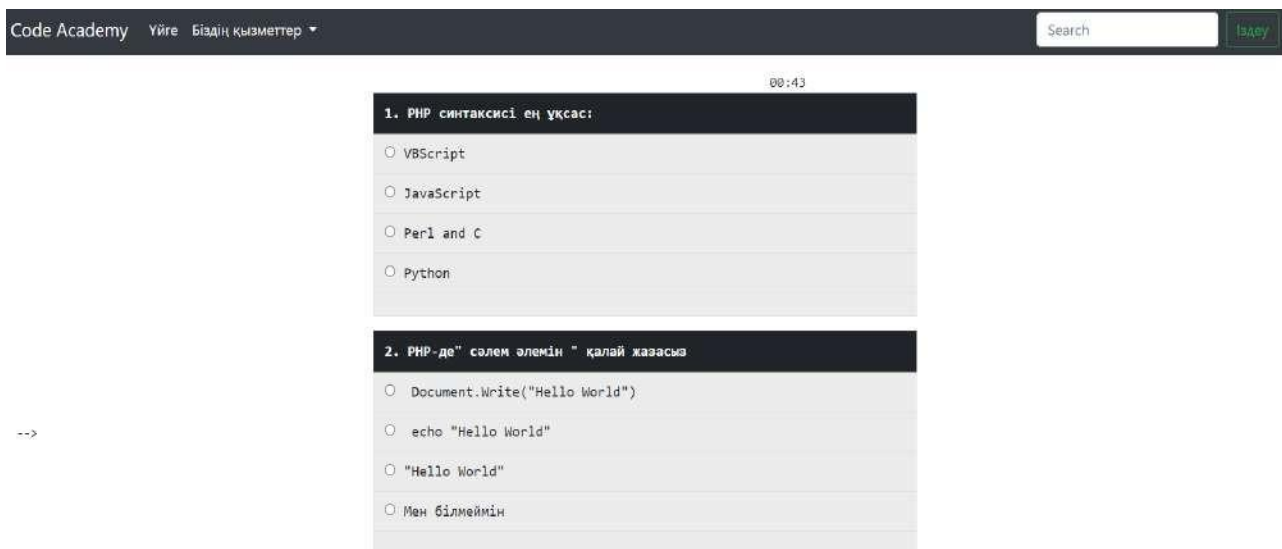 Code Academy Үйге Біздің қызметтер Search Іздеу
00:43
1. PHP синтаксисі ең ұқсас:
VBScript
JavaScript
Perl and C
Python
2. PHP-де" сәлем әлемін " қалай жазасыз
Document.Write("Hello World")
echo "Hello World"
-->
"Hello World"
Мен білмеймін